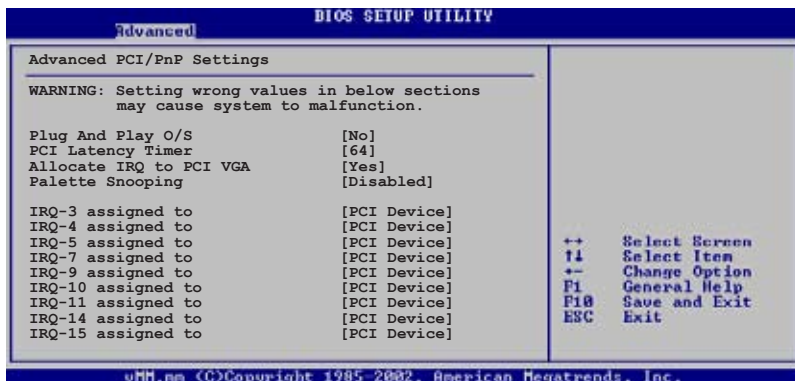 BIOS SETUP UTILITY
Advanced
Advanced PCI/PnP Settings
WARNING: Setting wrong values in below sections
may cause system to malfunction.
Plug And Play O/S [No]
PCI Latency Timer [64]
Allocate IRQ to PCI VGA [Yes]
Palette Snooping [Disabled]
IRQ-3 assigned to [PCI Device]
IRQ-4 assigned to [PCI Device]
IRQ-5 assigned to [PCI Device]
IRQ-7 assigned to [PCI Device]
IRQ-9 assigned to [PCI Device]
IRQ-10 assigned to [PCI Device]
IRQ-11 assigned to [PCI Device]
IRQ-14 assigned to [PCI Device]
IRQ-15 assigned to [PCI Device]
↔ Select Screen
↑↓ Select Item
+- Change Option
F1 General Help
F10 Save and Exit
ESC Exit
vMM.nm (C)Copyright 1985-2002, American Megatrends, Inc.